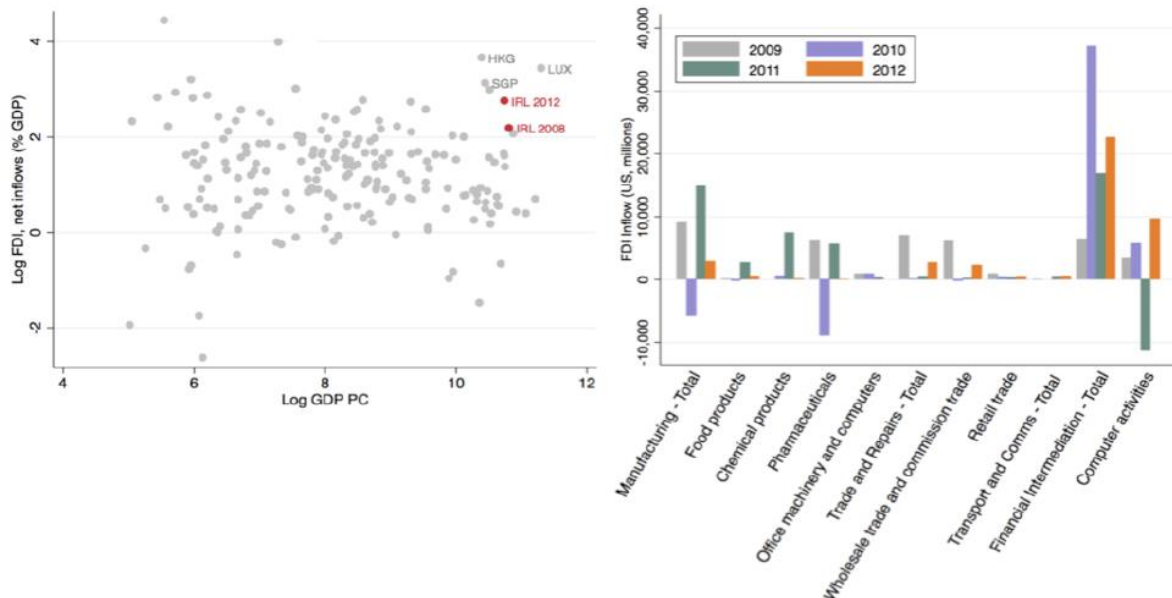 Log FDI, net inflows (% GDP)
4
2
0
-2
HKG
LUX
SGP
IRL 2012
IRL 2008
4
6
8
10
12
Log GDP PC
FDI Inflow (US, millions)
40,000
30,000
20,000
10,000
0
-10,000
2009
2010
2011
2012
Manufacturing - Total
Food products
Chemical products
Pharmaceuticals
Office machinery and computers
Trade and Repairs - Total
Wholesale trade and commission trade
Retail trade
Transport and Comms - Total
Financial Intermediation - Total
Computer activities